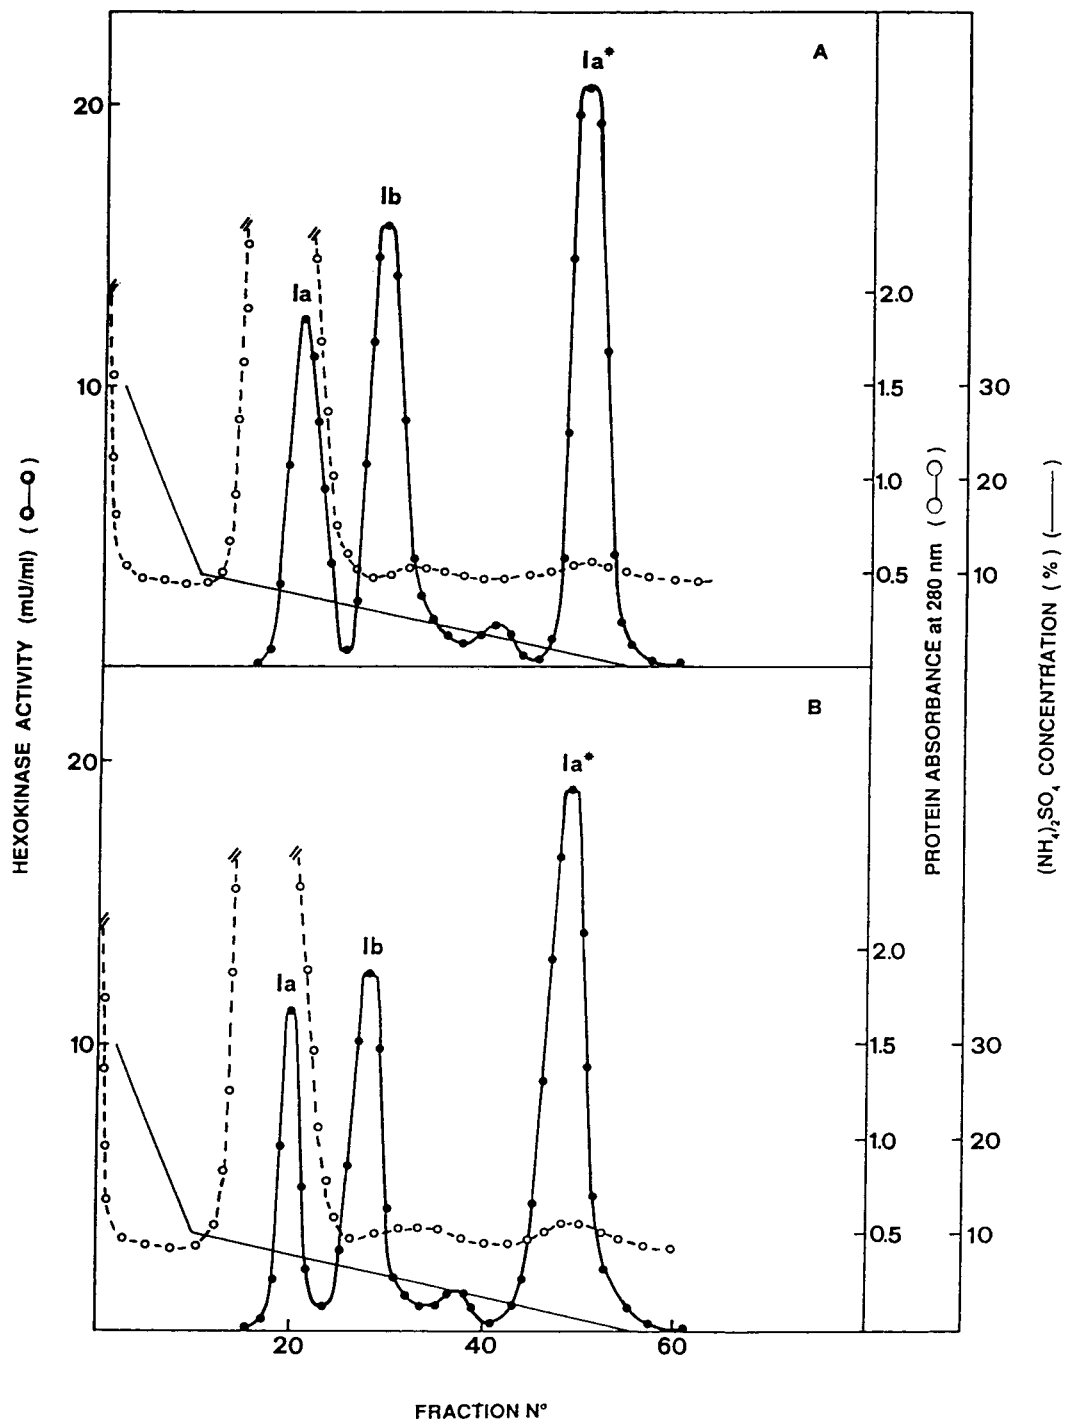 A
Ia*
20
Ib
Ia
2.0
10
1.5
30
1.0
20
0.5
10
HEXOKINASE ACTIVITY (mU/ml) (O—O)
PROTEIN ABSORBANCE at 280 nm (O—O)
(NH4)2SO4 CONCENTRATION (%) (——)
B
Ia*
20
Ib
Ia
2.0
10
1.5
30
1.0
20
0.5
10
20
40
60
FRACTION N°